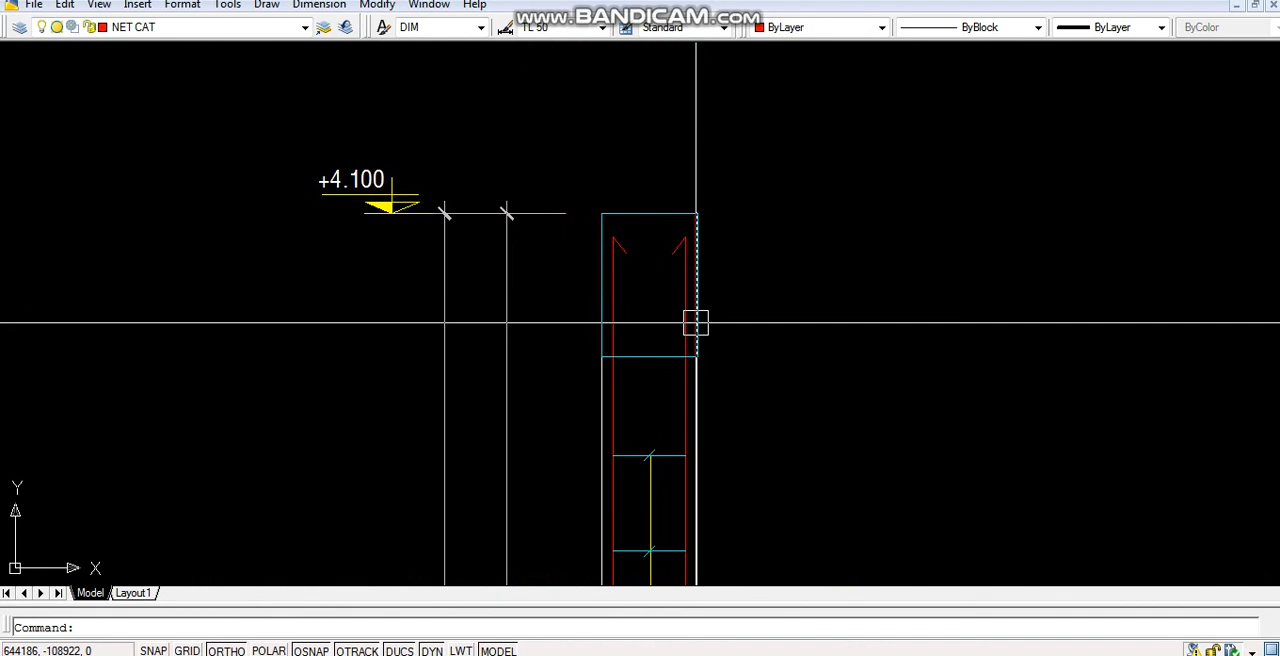 File Edit View Insert Format Tools Draw Dimension Modify Window Help
www.BANDICAM.com
NET CAT DIM TL 50 Standard ByLayer ByBlock ByLayer ByColor
+4.100
Y
X
Model Layout1
Command:
644186, -108922, 0 SNAP GRID ORTHO POLAR OSNAP OTRACK DUCS DYN LWT MODEL